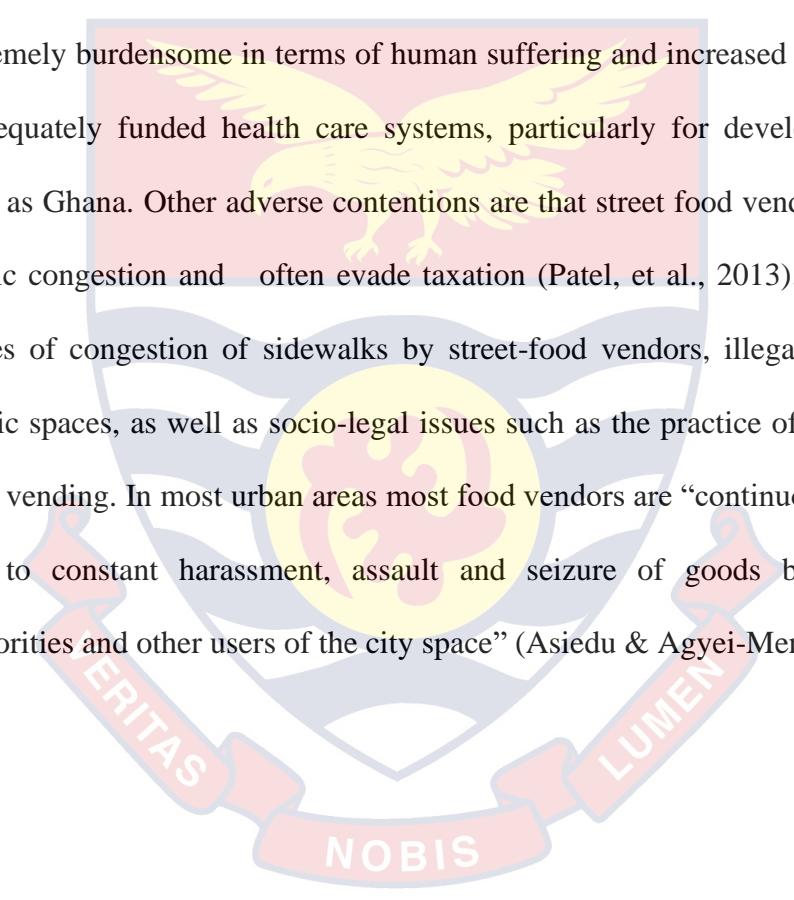 emely burdensome in terms of human suffering and increased
equately funded health care systems, particularly for devel
as Ghana. Other adverse contentions are that street food vend
ic congestion and often evade taxation (Patel, et al., 2013)
es of congestion of sidewalks by street-food vendors, illega
ic spaces, as well as socio-legal issues such as the practice of
vending. In most urban areas most food vendors are “continuo
to constant harassment, assault and seizure of goods b
orities and other users of the city space” (Asiedu & Agyei-Men
VERITAS
NOBIS
LUMEN